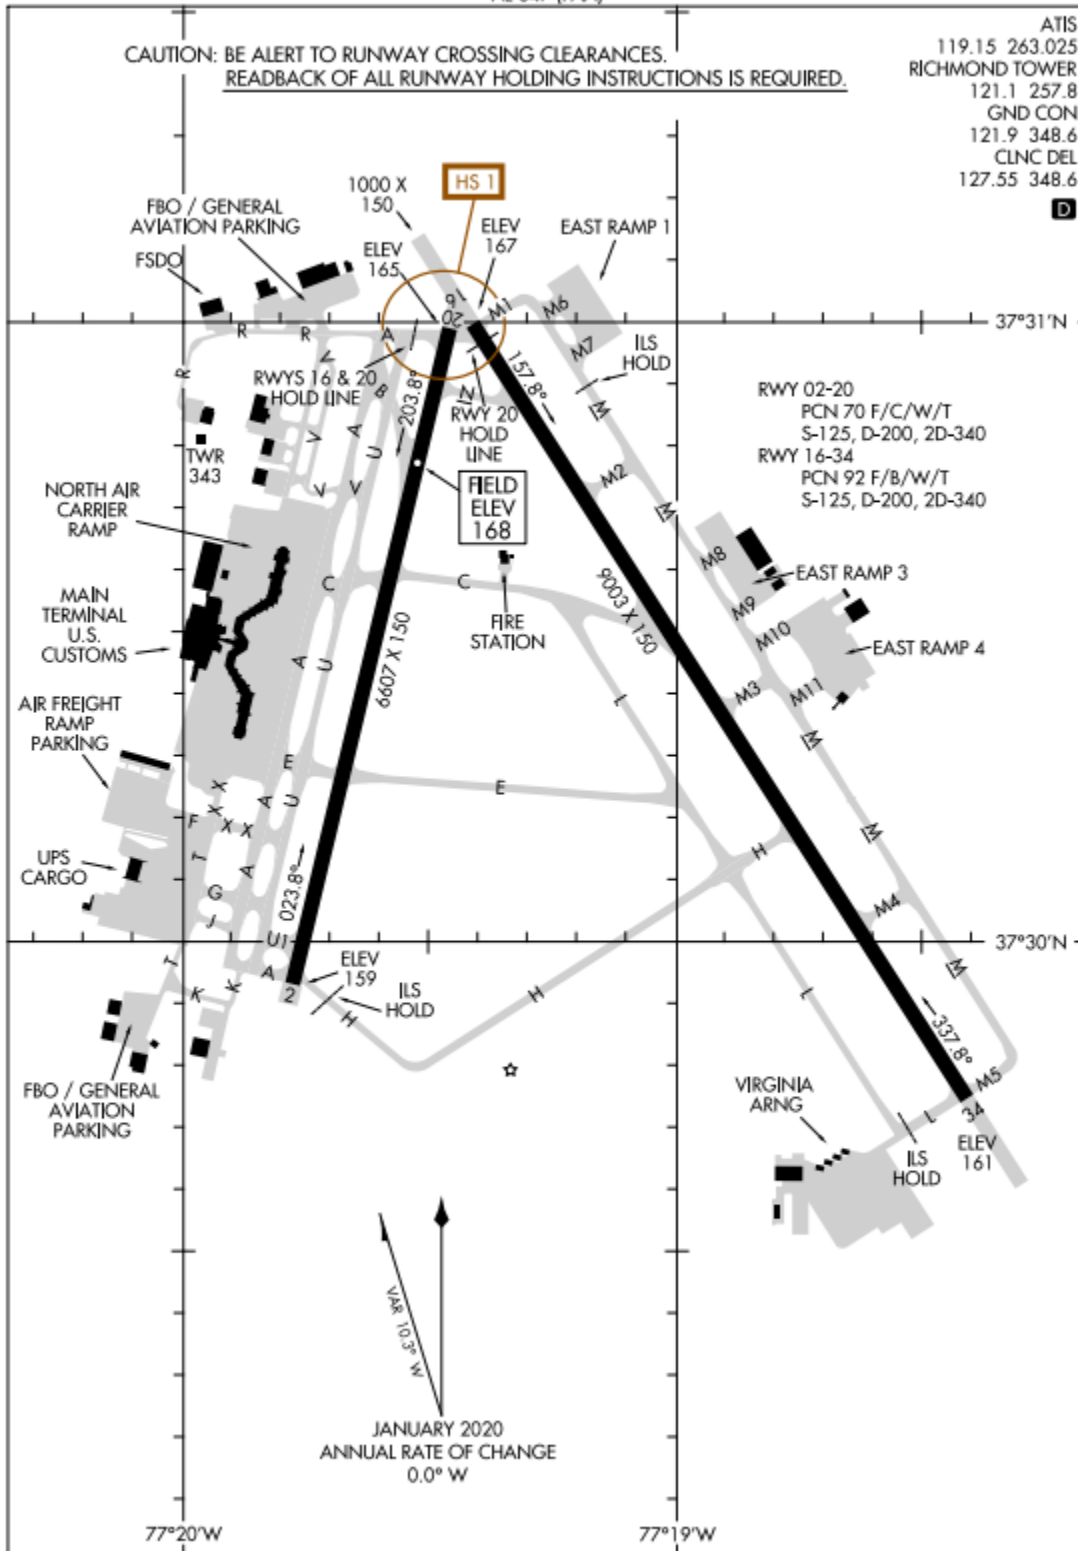 CAUTION: BE ALERT TO RUNWAY CROSSING CLEARANCES.
READBACK OF ALL RUNWAY HOLDING INSTRUCTIONS IS REQUIRED.
ATIS
119.15 263.025
RICHMOND TOWER
121.1 257.8
GND CON
121.9 348.6
CLNC DEL
127.55 348.6
D
HS 1
1000 X
150
FBO / GENERAL
AVIATION PARKING
FSDO
ELEV
165
ELEV
167
EAST RAMP 1
16
20
M1
M6
M7
37°31'N
R
R
R
V
V
V
V
A
B
A
U
RWYS 16 & 20
HOLD LINE
203.8°
157.8°
RWY 20
HOLD
LINE
ILS
HOLD
M
RWY 02-20
PCN 70 F/C/W/T
S-125, D-200, 2D-340
RWY 16-34
PCN 92 F/B/W/T
S-125, D-200, 2D-340
TWR
343
M2
M
NORTH AIR
CARRIER
RAMP
FIELD
ELEV
168
M8
EAST RAMP 3
C
C
FIRE
STATION
9003 X 150
M9
M10
EAST RAMP 4
MAIN
TERMINAL
U.S.
CUSTOMS
A
U
6607 X 150
L
M3
M11
M
AIR FREIGHT
RAMP
PARKING
E
E
X
X
X
X
A
U
F
T
UPS
CARGO
A
G
J
023.8°
H
M
M4
U1
37°30'N
A
2
ELEV
159
ILS
HOLD
H
H
L
M
T
K
K
337.8°
FBO / GENERAL
AVIATION
PARKING
VIRGINIA
ARNG
M5
L
34
ELEV
161
ILS
HOLD
VAR 10.3° W
JANUARY 2020
ANNUAL RATE OF CHANGE
0.0° W
77°20'W
77°19'W